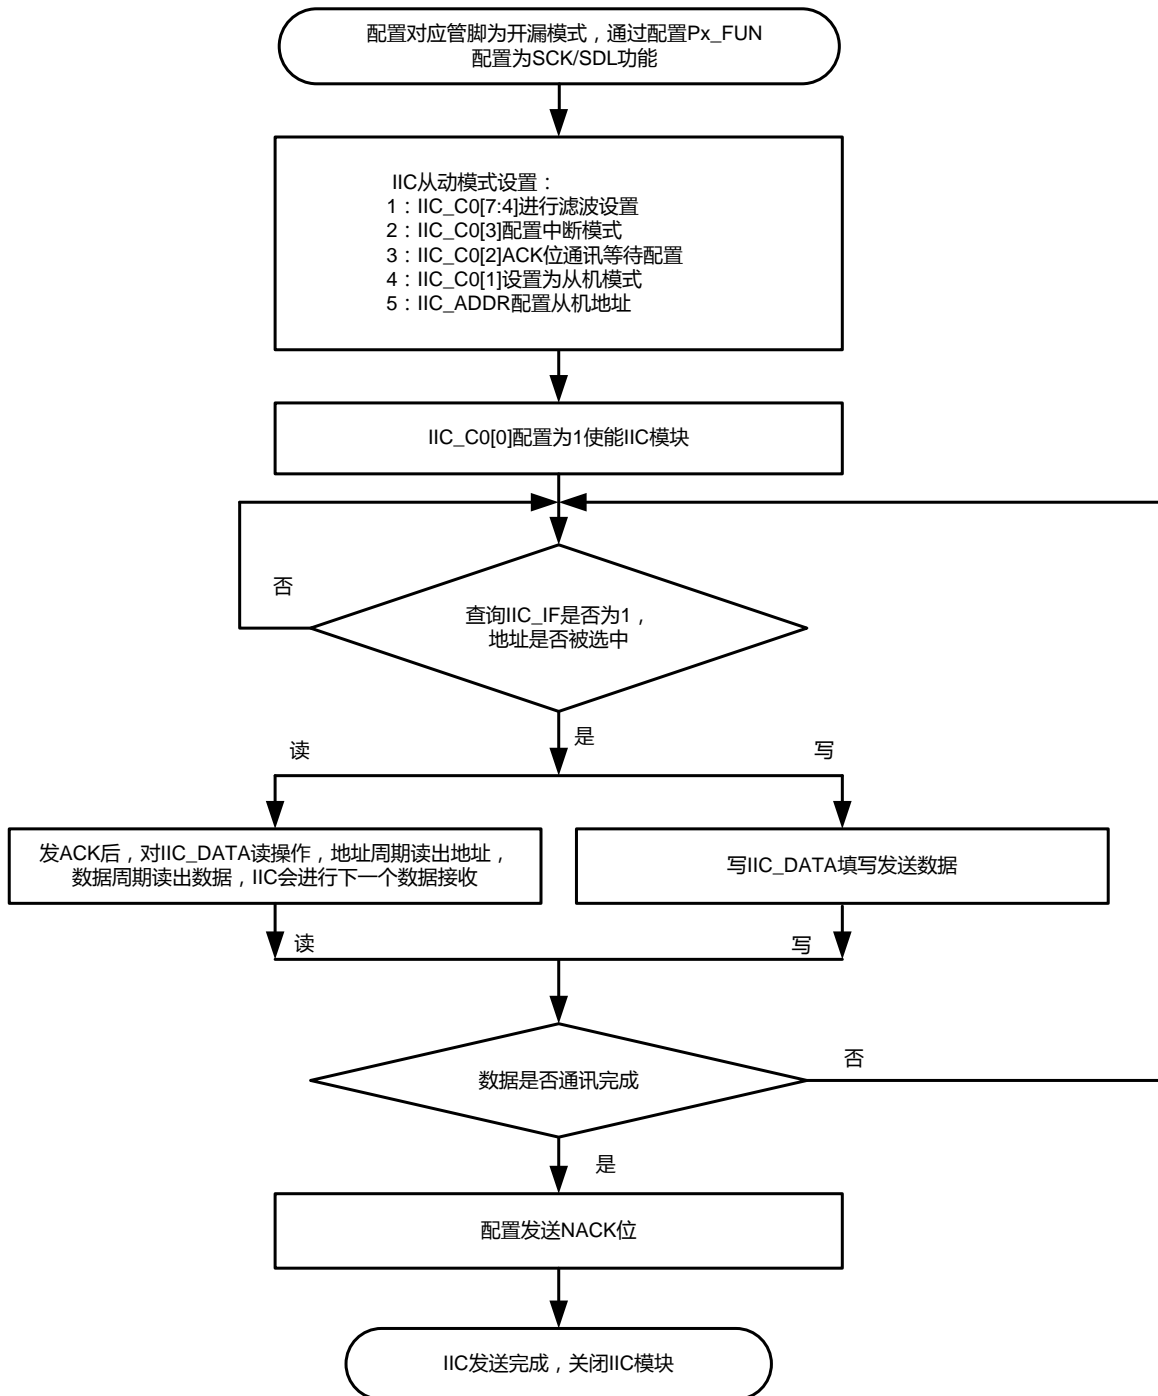 配置对应管脚为开漏模式，通过配置Px_FUN
配置为SCK/SDL功能
IIC从动模式设置：
1：IIC_C0[7:4]进行滤波设置
2：IIC_C0[3]配置中断模式
3：IIC_C0[2]ACK位通讯等待配置
4：IIC_C0[1]设置为从机模式
5：IIC_ADDR配置从机地址
IIC_C0[0]配置为1使能IIC模块
否
查询IIC_IF是否为1，
地址是否被选中
是
读
写
发ACK后，对IIC_DATA读操作，地址周期读出地址，
数据周期读出数据，IIC会进行下一个数据接收
写IIC_DATA填写发送数据
读
写
数据是否通讯完成
否
是
配置发送NACK位
IIC发送完成，关闭IIC模块